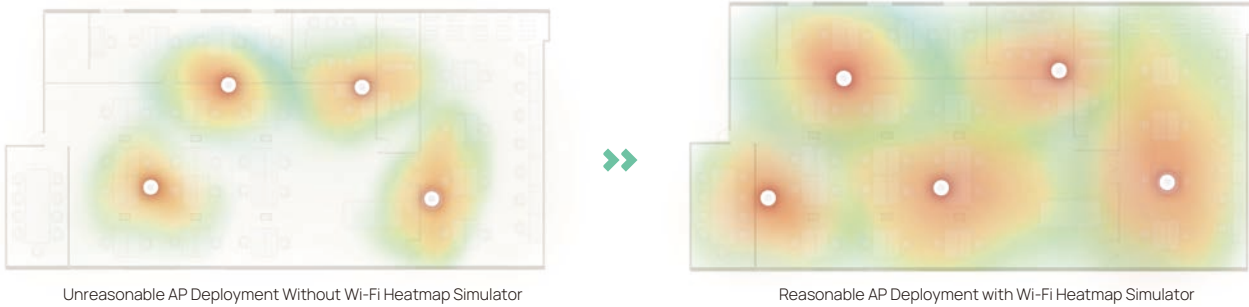 Unreasonable AP Deployment Without Wi-Fi Heatmap Simulator
Reasonable AP Deployment with Wi-Fi Heatmap Simulator